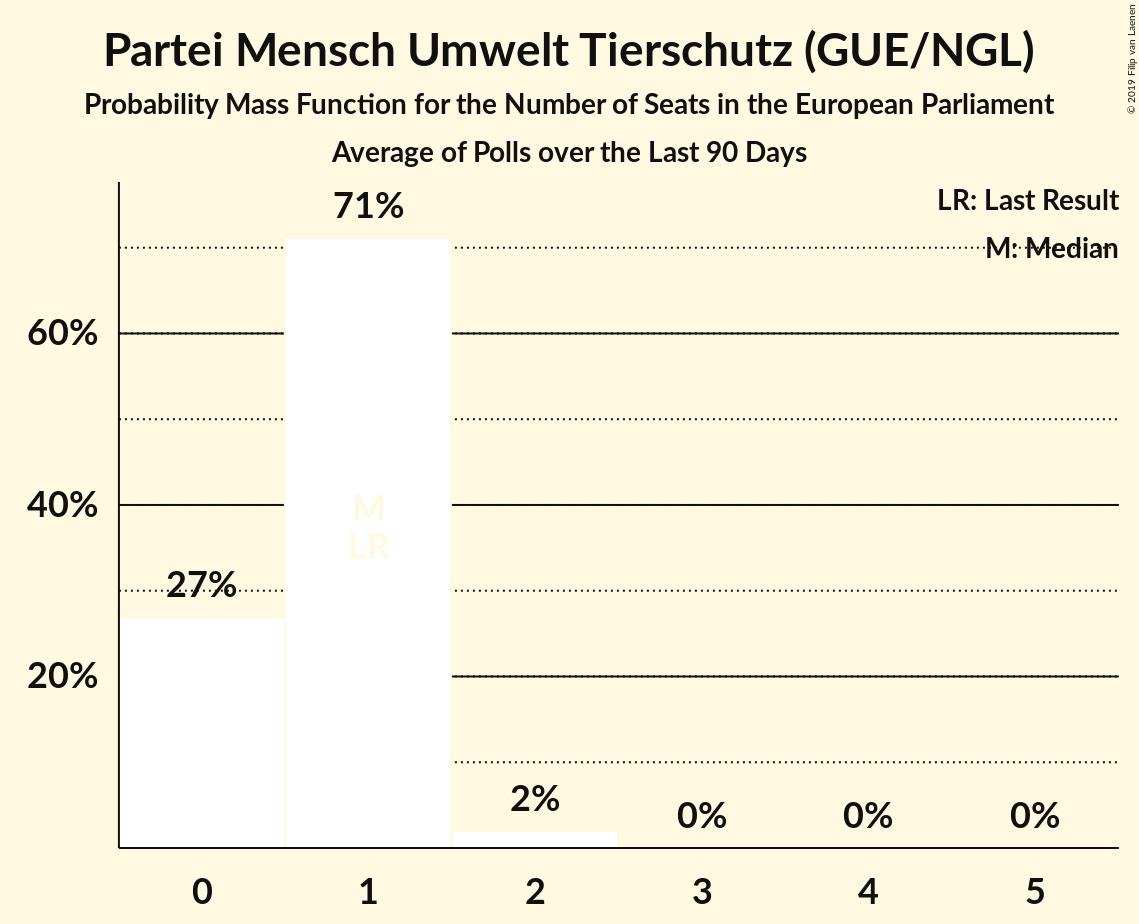 Partei Mensch Umwelt Tierschutz (GUE/NGL)
Probability Mass Function for the Number of Seats in the European Parliament
Average of Polls over the Last 90 Days
© 2019 Filip van Laenen
LR: Last Result
M: Median
71%
60%
M
40%
LR
27%
20%
2%
0%
0%
0%
0
1
2
3
4
5